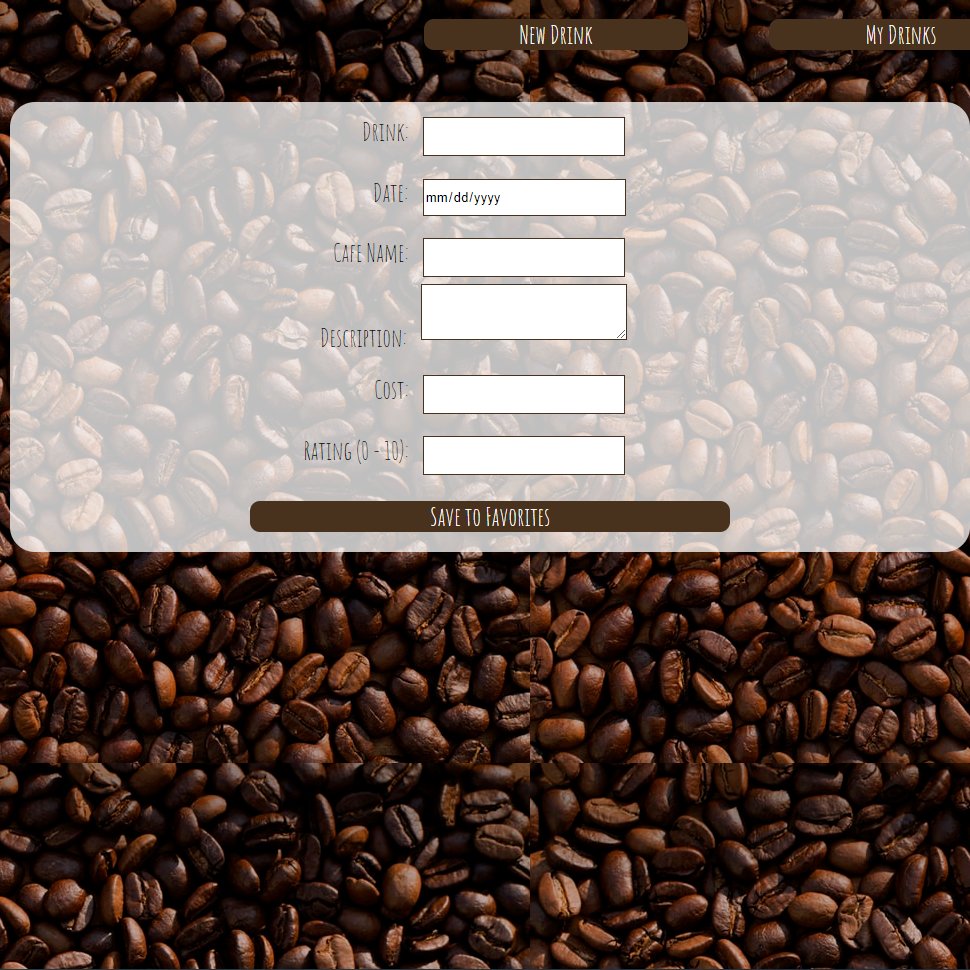 New Drink
My Drinks
Drink:
Date:
mm/dd/yyyy
Cafe Name:
Description:
Cost:
Rating (0 - 10):
Save to Favorites